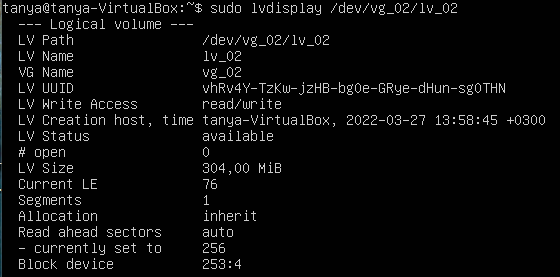 tanya@tanya-VirtualBox:~$ sudo lvdisplay /dev/vg_02/lv_02
--- Logical volume ---
LV Path /dev/vg_02/lv_02
LV Name lv_02
VG Name vg_02
LV UUID vhRv4Y-TzKw-jzHB-bg0e-GRye-dHun-sg0THN
LV Write Access read/write
LV Creation host, time tanya-VirtualBox, 2022-03-27 13:58:45 +0300
LV Status available
# open 0
LV Size 304,00 MiB
Current LE 76
Segments 1
Allocation inherit
Read ahead sectors auto
- currently set to 256
Block device 253:4